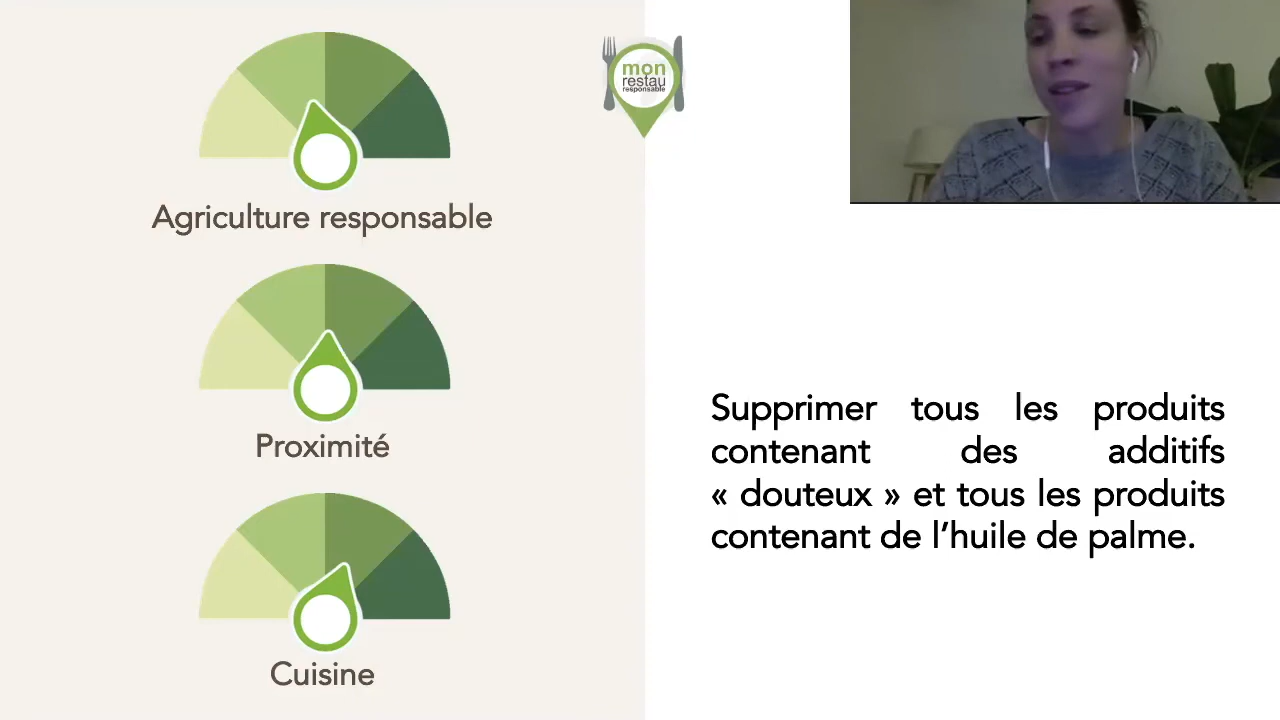 mon
restau
responsable
Agriculture responsable
Proximité
Cuisine
Supprimer tous les produits
contenant des additifs
« douteux » et tous les produits
contenant de l’huile de palme.